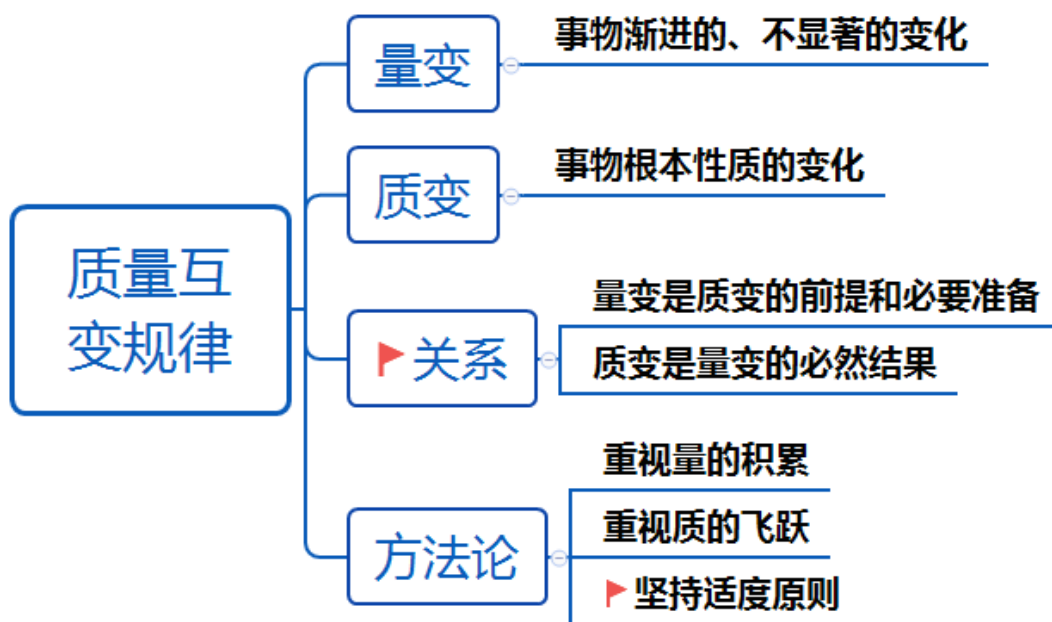 质量互
变规律
量变
事物渐进的、不显著的变化
质变
事物根本性质的变化
关系
量变是质变的前提和必要准备
质变是量变的必然结果
方法论
重视量的积累
重视质的飞跃
坚持适度原则